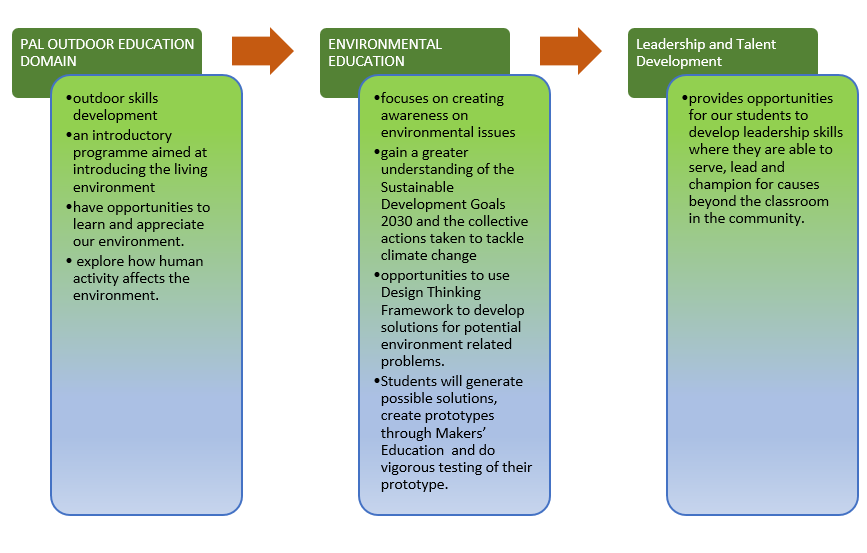 PAL OUTDOOR EDUCATION
DOMAIN
•outdoor skills
development
•an introductory
programme aimed at
introducing the living
environment
•have opportunities to
learn and appreciate
our environment.
• explore how human
activity affects the
environment.
ENVIRONMENTAL
EDUCATION
•focuses on creating
awareness on
environmental issues
•gain a greater
understanding of the
Sustainable
Development Goals
2030 and the collective
actions taken to tackle
climate change
•opportunities to use
Design Thinking
Framework to develop
solutions for potential
environment related
problems.
•Students will generate
possible solutions,
create prototypes
through Makers’
Education and do
vigorous testing of their
prototype.
Leadership and Talent
Development
•provides opportunities
for our students to
develop leadership skills
where they are able to
serve, lead and
champion for causes
beyond the classroom
in the community.